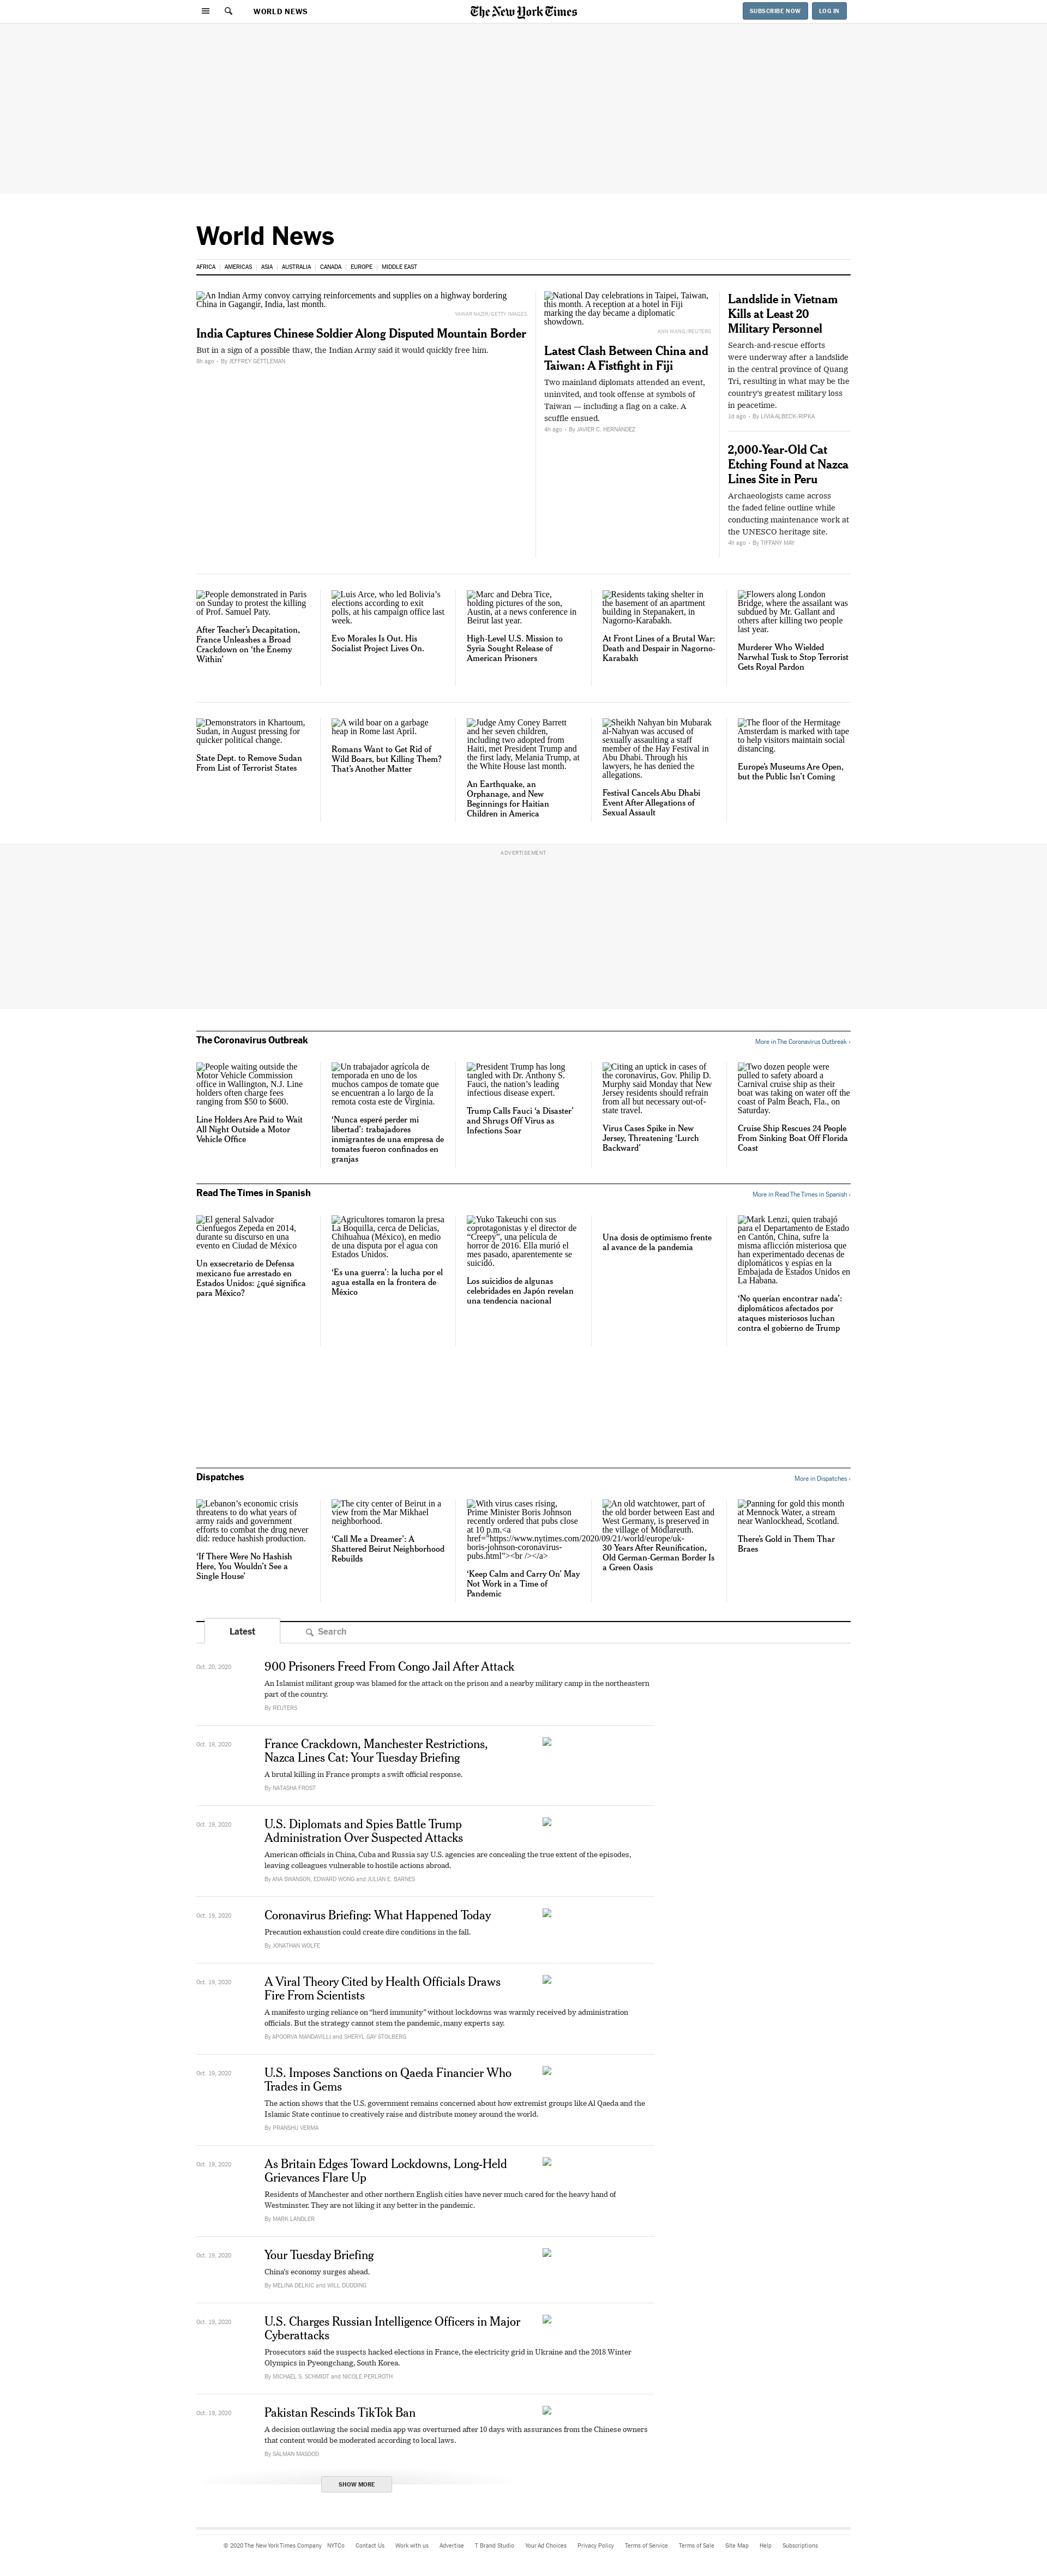 WORLD NEWS
The New York Times
SUBSCRIBE NOW
LOG IN
World News
AFRICA
AMERICAS
ASIA
AUSTRALIA
CANADA
EUROPE
MIDDLE EAST
An Indian Army convoy carrying reinforcements and supplies on a highway bordering
China in Gagangir, India, last month.
YAWAR NAZIR/GETTY IMAGES
India Captures Chinese Soldier Along Disputed Mountain Border
But in a sign of a possible thaw, the Indian Army said it would quickly free him.
8h ago • By JEFFREY GETTLEMAN
National Day celebrations in Taipei, Taiwan,
this month. A reception at a hotel in Fiji
marking the day became a diplomatic
showdown.
ANN WANG/REUTERS
Latest Clash Between China and
Taiwan: A Fistfight in Fiji
Two mainland diplomats attended an event,
uninvited, and took offense at symbols of
Taiwan — including a flag on a cake. A
scuffle ensued.
4h ago • By JAVIER C. HERNÁNDEZ
Landslide in Vietnam
Kills at Least 20
Military Personnel
Search-and-rescue efforts
were underway after a landslide
in the central province of Quang
Tri, resulting in what may be the
country's greatest military loss
in peacetime.
1d ago • By LIVIA ALBECK-RIPKA
2,000-Year-Old Cat
Etching Found at Nazca
Lines Site in Peru
Archaeologists came across
the faded feline outline while
conducting maintenance work at
the UNESCO heritage site.
4h ago • By TIFFANY MAY
People demonstrated in Paris
on Sunday to protest the killing
of Prof. Samuel Paty.
After Teacher's Decapitation,
France Unleashes a Broad
Crackdown on 'the Enemy
Within'
Luis Arce, who led Bolivia's
elections according to exit
polls, at his campaign office last
week.
Evo Morales Is Out. His
Socialist Project Lives On.
Marc and Debra Tice,
holding pictures of the son,
Austin, at a news conference in
Beirut last year.
High-Level U.S. Mission to
Syria Sought Release of
American Prisoners
Residents taking shelter in
the basement of an apartment
building in Stepanakert, in
Nagorno-Karabakh.
At Front Lines of a Brutal War:
Death and Despair in Nagorno-
Karabakh
Flowers along London
Bridge, where the assailant was
subdued by Mr. Gallant and
others after killing two people
last year.
Murderer Who Wielded
Narwhal Tusk to Stop Terrorist
Gets Royal Pardon
Demonstrators in Khartoum,
Sudan, in August pressing for
quicker political change.
State Dept. to Remove Sudan
From List of Terrorist States
A wild boar on a garbage
heap in Rome last April.
Romans Want to Get Rid of
Wild Boars, but Killing Them?
That's Another Matter
Judge Amy Coney Barrett
and her seven children,
including two adopted from
Haiti, met President Trump and
the first lady, Melania Trump, at
the White House last month.
An Earthquake, an
Orphanage, and New
Beginnings for Haitian
Children in America
Sheikh Nahyan bin Mubarak
al-Nahyan was accused of
sexually assaulting a staff
member of the Hay Festival in
Abu Dhabi. Through his
lawyers, he has denied the
allegations.
Festival Cancels Abu Dhabi
Event After Allegations of
Sexual Assault
The floor of the Hermitage
Amsterdam is marked with tape
to help visitors maintain social
distancing.
Europe's Museums Are Open,
but the Public Isn't Coming
ADVERTISEMENT
The Coronavirus Outbreak
More in The Coronavirus Outbreak ›
People waiting outside the
Motor Vehicle Commission
office in Wallington, N.J. Line
holders often charge fees
ranging from $50 to $600.
Line Holders Are Paid to Wait
All Night Outside a Motor
Vehicle Office
Un trabajador agrícola de
temporada en uno de los
muchos campos de tomate que
se encuentran a lo largo de la
remota costa este de Virginia.
'Nunca esperé perder mi
libertad': trabajadores
inmigrantes de una empresa de
tomates fueron confinados en
granjas
President Trump has long
tangled with Dr. Anthony S.
Fauci, the nation's leading
infectious disease expert.
Trump Calls Fauci 'a Disaster'
and Shrugs Off Virus as
Infections Soar
Citing an uptick in cases of
the coronavirus, Gov. Philip D.
Murphy said Monday that New
Jersey residents should refrain
from all but necessary out-of-
state travel.
Virus Cases Spike in New
Jersey, Threatening 'Lurch
Backward'
Two dozen people were
pulled to safety aboard a
Carnival cruise ship as their
boat was taking on water off the
coast of Palm Beach, Fla., on
Saturday.
Cruise Ship Rescues 24 People
From Sinking Boat Off Florida
Coast
Read The Times in Spanish
More in Read The Times in Spanish ›
El general Salvador
Cienfuegos Zepeda en 2014,
durante su discurso en un
evento en Ciudad de México
Un exsecretario de Defensa
mexicano fue arrestado en
Estados Unidos: ¿qué significa
para México?
Agricultores tomaron la presa
La Boquilla, cerca de Delicias,
Chihuahua (México), en medio
de una disputa por el agua con
Estados Unidos.
'Es una guerra': la lucha por el
agua estalla en la frontera de
México
Yuko Takeuchi con sus
coprotagonistas y el director de
"Creepy", una película de
horror de 2016. Ella murió el
mes pasado, aparentemente se
suicidó.
Los suicidios de algunas
celebridades en Japón revelan
una tendencia nacional
Una dosis de optimismo frente
al avance de la pandemia
Mark Lenzi, quien trabajó
para el Departamento de Estado
en Cantón, China, sufre la
misma aflicción misteriosa que
han experimentado decenas de
diplomáticos y espías en la
Embajada de Estados Unidos en
La Habana.
'No querían encontrar nada':
diplomáticos afectados por
ataques misteriosos luchan
contra el gobierno de Trump
Dispatches
More in Dispatches ›
Lebanon's economic crisis
threatens to do what years of
army raids and government
efforts to combat the drug never
did: reduce hashish production.
'If There Were No Hashish
Here, You Wouldn't See a
Single House'
The city center of Beirut in a
view from the Mar Mikhael
neighborhood.
'Call Me a Dreamer': A
Shattered Beirut Neighborhood
Rebuilds
With virus cases rising,
Prime Minister Boris Johnson
recently ordered that pubs close
at 10 p.m.<a
href="https://www.nytimes.com/2020/09/21/world/europe/uk-
boris-johnson-coronavirus-
pubs.html"><br /></a>
'Keep Calm and Carry On' May
Not Work in a Time of
Pandemic
An old watchtower, part of
the old border between East and
West Germany, is preserved in
the village of Mödlareuth.
30 Years After Reunification,
Old German-German Border Is
a Green Oasis
Panning for gold this month
at Mennock Water, a stream
near Wanlockhead, Scotland.
There's Gold in Them Thar
Braes
Latest
Search
Oct. 20, 2020
900 Prisoners Freed From Congo Jail After Attack
An Islamist militant group was blamed for the attack on the prison and a nearby military camp in the northeastern
part of the country.
By REUTERS
Oct. 19, 2020
France Crackdown, Manchester Restrictions,
Nazca Lines Cat: Your Tuesday Briefing
A brutal killing in France prompts a swift official response.
By NATASHA FROST
Oct. 19, 2020
U.S. Diplomats and Spies Battle Trump
Administration Over Suspected Attacks
American officials in China, Cuba and Russia say U.S. agencies are concealing the true extent of the episodes,
leaving colleagues vulnerable to hostile actions abroad.
By ANA SWANSON, EDWARD WONG and JULIAN E. BARNES
Oct. 19, 2020
Coronavirus Briefing: What Happened Today
Precaution exhaustion could create dire conditions in the fall.
By JONATHAN WOLFE
Oct. 19, 2020
A Viral Theory Cited by Health Officials Draws
Fire From Scientists
A manifesto urging reliance on "herd immunity" without lockdowns was warmly received by administration
officials. But the strategy cannot stem the pandemic, many experts say.
By APOORVA MANDAVILLI and SHERYL GAY STOLBERG
Oct. 19, 2020
U.S. Imposes Sanctions on Qaeda Financier Who
Trades in Gems
The action shows that the U.S. government remains concerned about how extremist groups like Al Qaeda and the
Islamic State continue to creatively raise and distribute money around the world.
By PRANSHU VERMA
Oct. 19, 2020
As Britain Edges Toward Lockdowns, Long-Held
Grievances Flare Up
Residents of Manchester and other northern English cities have never much cared for the heavy hand of
Westminster. They are not liking it any better in the pandemic.
By MARK LANDLER
Oct. 19, 2020
Your Tuesday Briefing
China's economy surges ahead.
By MELINA DELKIC and WILL DUDDING
Oct. 19, 2020
U.S. Charges Russian Intelligence Officers in Major
Cyberattacks
Prosecutors said the suspects hacked elections in France, the electricity grid in Ukraine and the 2018 Winter
Olympics in Pyeongchang, South Korea.
By MICHAEL S. SCHMIDT and NICOLE PERLROTH
Oct. 19, 2020
Pakistan Rescinds TikTok Ban
A decision outlawing the social media app was overturned after 10 days with assurances from the Chinese owners
that content would be moderated according to local laws.
By SALMAN MASOOD
SHOW MORE
© 2020 The New York Times Company
NYTCo
Contact Us
Work with us
Advertise
T Brand Studio
Your Ad Choices
Privacy Policy
Terms of Service
Terms of Sale
Site Map
Help
Subscriptions